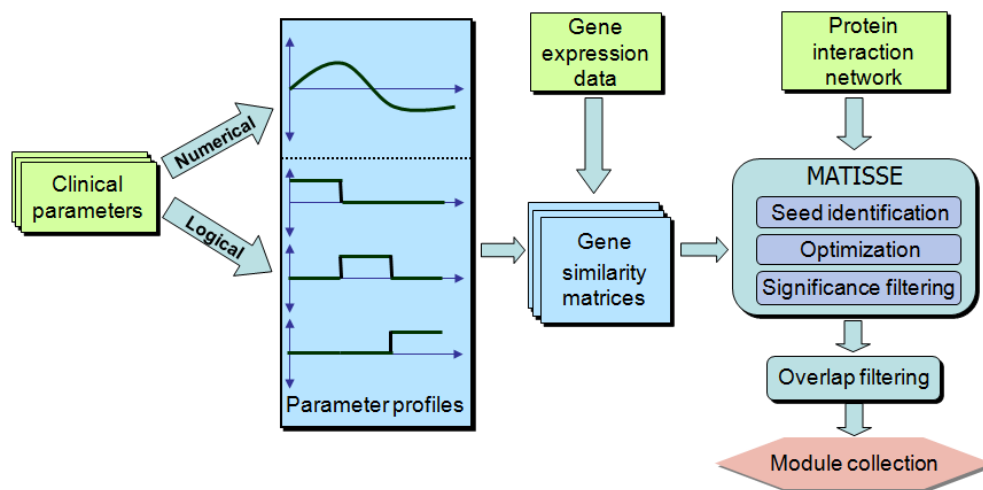 Clinical
parameters
Numerical
Logical
Parameter profiles
Gene
expression
data
Gene
similarity
matrices
Protein
interaction
network
MATISSE
Seed identification
Optimization
Significance filtering
Overlap filtering
Module collection